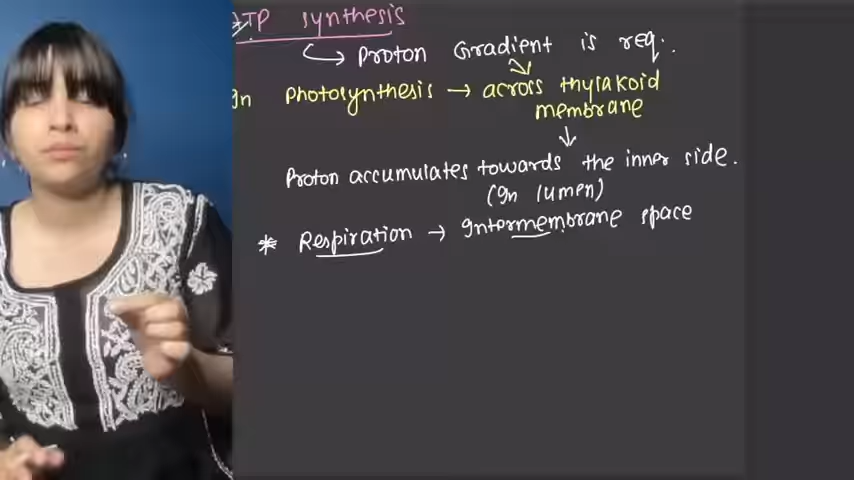 ATP synthesis
↳ Proton Gradient is req.
In Photosynthesis → across thylakoid
membrane
Proton accumulates towards the inner side.
(In lumen)
* Respiration → Intermembrane space